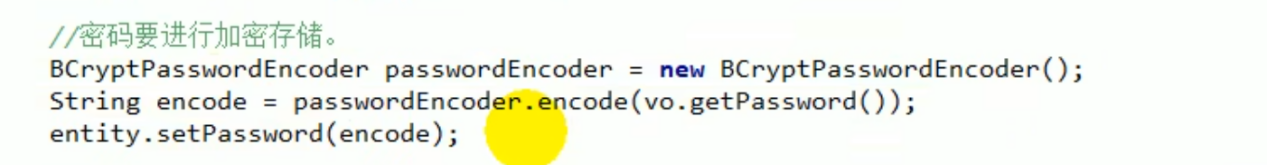 //密码要进行加密存储。
BCryptPasswordEncoder passwordEncoder = new BCryptPasswordEncoder();
String encode = passwordEncoder.encode(vo.getPassword());
entity.setPassword(encode);